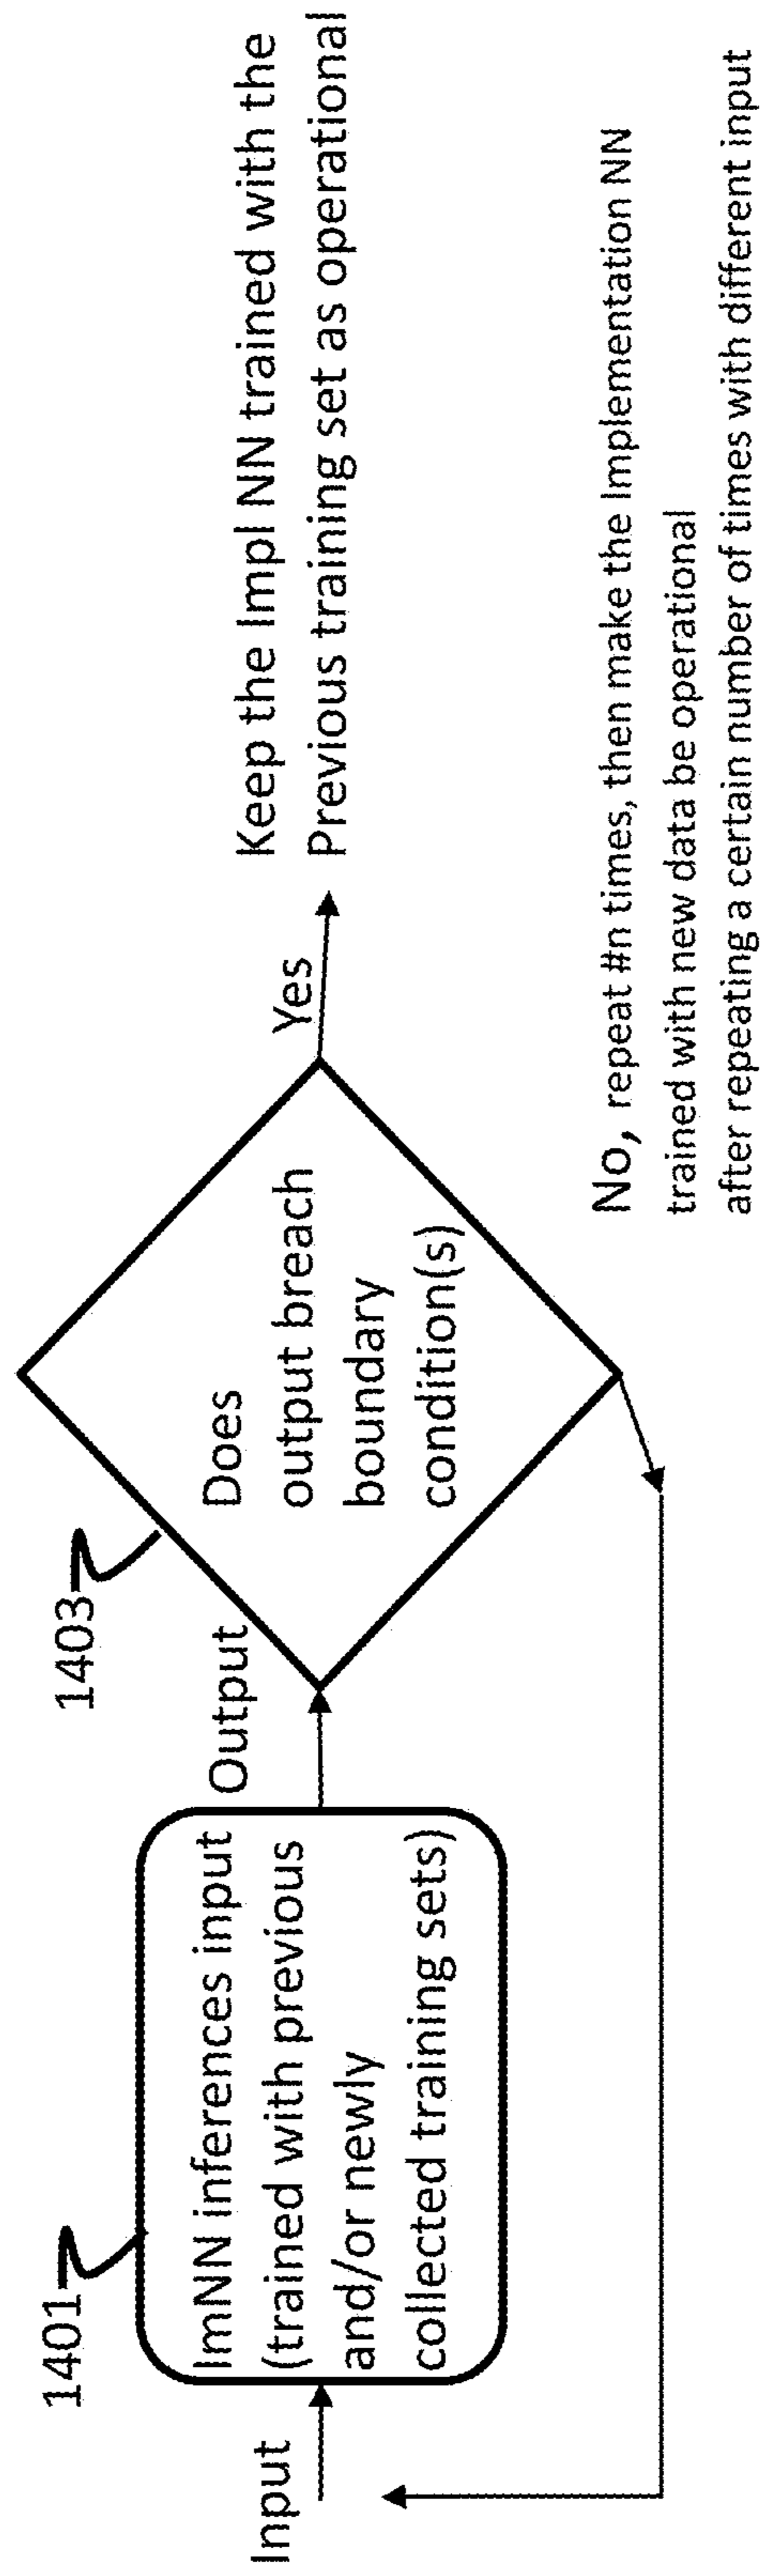 Input
1401
ImNN inferences input
(trained with previous
and/or newly
collected training sets)
Output
1403
Does
output breach
boundary
condition(s)
Yes
Keep the Impl NN trained with the
Previous training set as operational
No, repeat #n times, then make the Implementation NN
trained with new data be operational
after repeating a certain number of times with different input